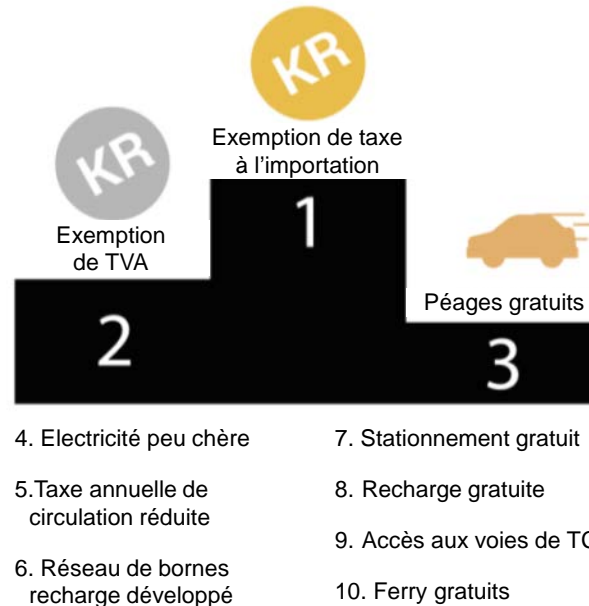 KR
Exemption de taxe
à l'importation
1
KR
Exemption
de TVA
2
Péages gratuits
3
4. Electricité peu chère
5.Taxe annuelle de
circulation réduite
6. Réseau de bornes
recharge développé
7. Stationnement gratuit
8. Recharge gratuite
9. Accès aux voies de
10. Ferry gratuits